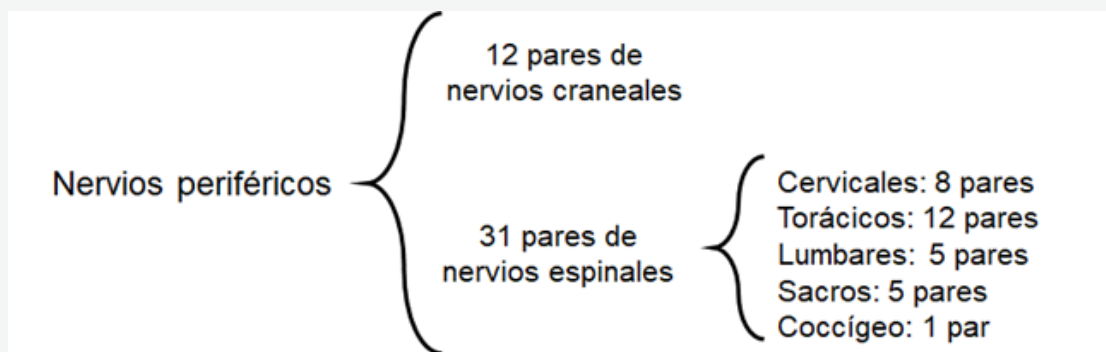 12 pares de
nervios craneales
Nervios periféricos
31 pares de
nervios espinales
Cervicales: 8 pares
Torácicos: 12 pares
Lumbares:  5 pares
Sacros: 5 pares
Coccígeo: 1 par